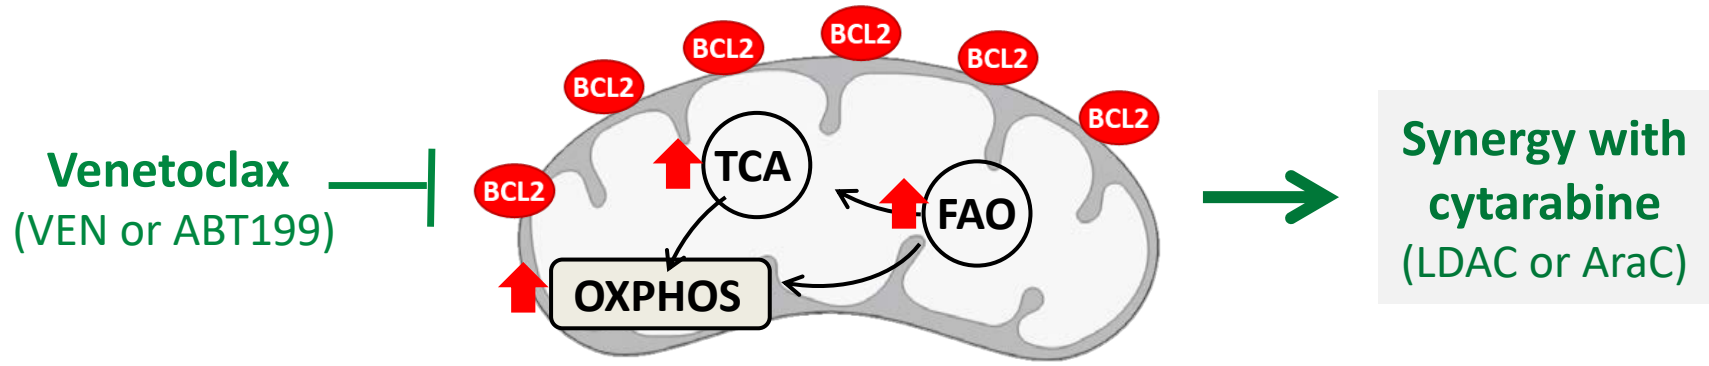 Venetoclax
(VEN or ABT199)
BCL2
BCL2
BCL2
BCL2
BCL2
BCL2
TCA
FAO
OXPHOS
Synergy with
cytarabine
(LDAC or AraC)